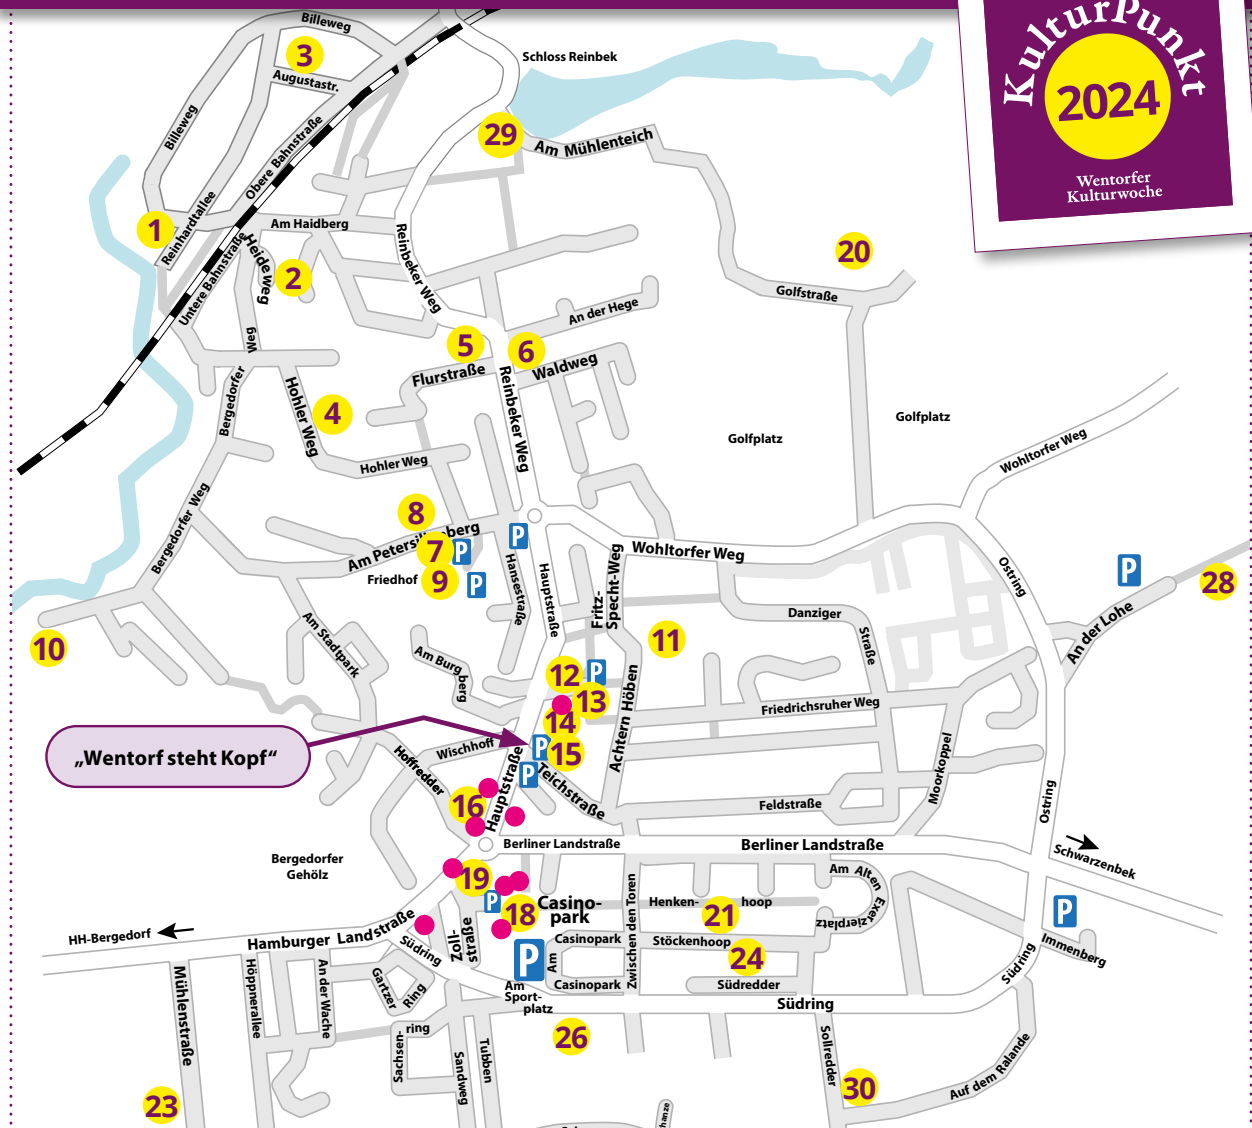 KulturPunkt
2024
Wentorfer
Kulturwoche
Billeweg
3
Augustastr.
Schloss Reinbek
Billeweg
Obere Bahnstraße
29
Am Mühlenteich
1
Reinhardtallee
Am Haidberg
Untere Bahnstraße
Heideweg
2
Reinbeker Weg
20
Golfstraße
An der Hege
Weg
5
6
Flurstraße
Waldweg
Bergedorfer
Hohler Weg
4
Reinbeker Weg
Golfplatz
Golfplatz
Hohler Weg
Wohltorfer Weg
Bergedorfer Weg
8
Am Petersilienberg
7
P
P
Friedhof
9
P
Hansestraße
Hauptstraße
Fritz-
Specht-Weg
Wohltorfer Weg
Ostring
P
28
An der Lohe
Danziger
Straße
10
Am Stadtpark
Am Burg
berg
11
12
P
13
14
Achtern Höben
Friedrichsruher Weg
„Wentorf steht Kopf“
Wischhoff
P
15
P
Hoffredder
Teichstraße
Hauptstraße
16
Feldstraße
Moorkoppel
Ostring
Berliner Landstraße
Berliner Landstraße
Schwarzenbek
Bergedorfer
Gehölz
19
P
18
Casino-
park
Zwischen den Toren
Henken-
21
hoop
Am Alten
Exerzierplatz
P
HH-Bergedorf
Hamburger Landstraße
Südring
Zoll-
straße
P
Casinopark
Am
Casinopark
Stöckenhoop
24
Südredder
Immenberg
Südring
Südring
Am
Sport-
platz
Mühlenstraße
Höppnerallee
An der Wache
Gartzer
Ring
Sachsen-
ring
Sandweg
Tubben
26
Sollredder
30
Auf dem Ralande
23
hanze